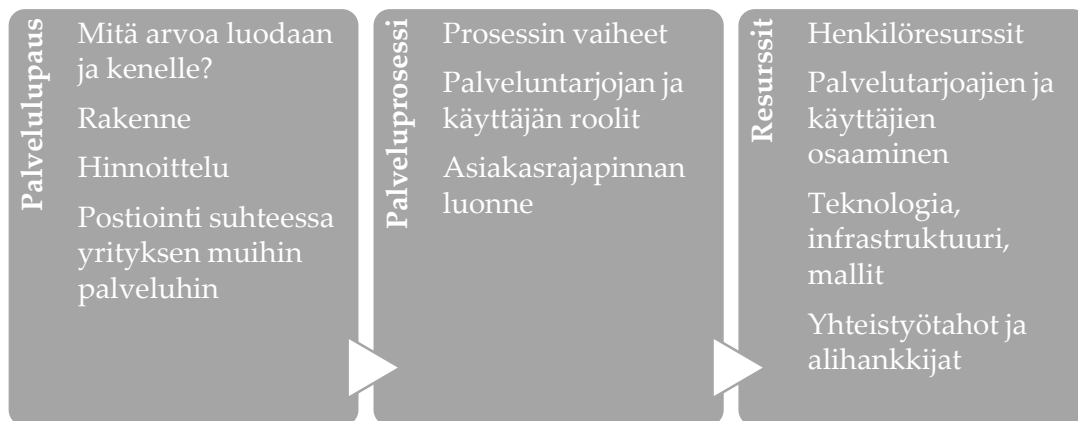 Palvelulupaus
Mitä arvoa luodaan
ja kenelle?
Rakenne
Hinnoittelu
Postiointi suhteessa
yrityksen muihin
palveluhin
Palveluprosessi
Prosessin vaiheet
Palveluntarjojan ja
käyttäjän roolit
Asiakasrajapinnan
luonne
Resurssit
Henkilöresurssit
Palvelutarjoajien ja
käyttäjien
osaaminen
Teknologia,
infrastruktuuri,
mallit
Yhteistyötahot ja
alihankkijat